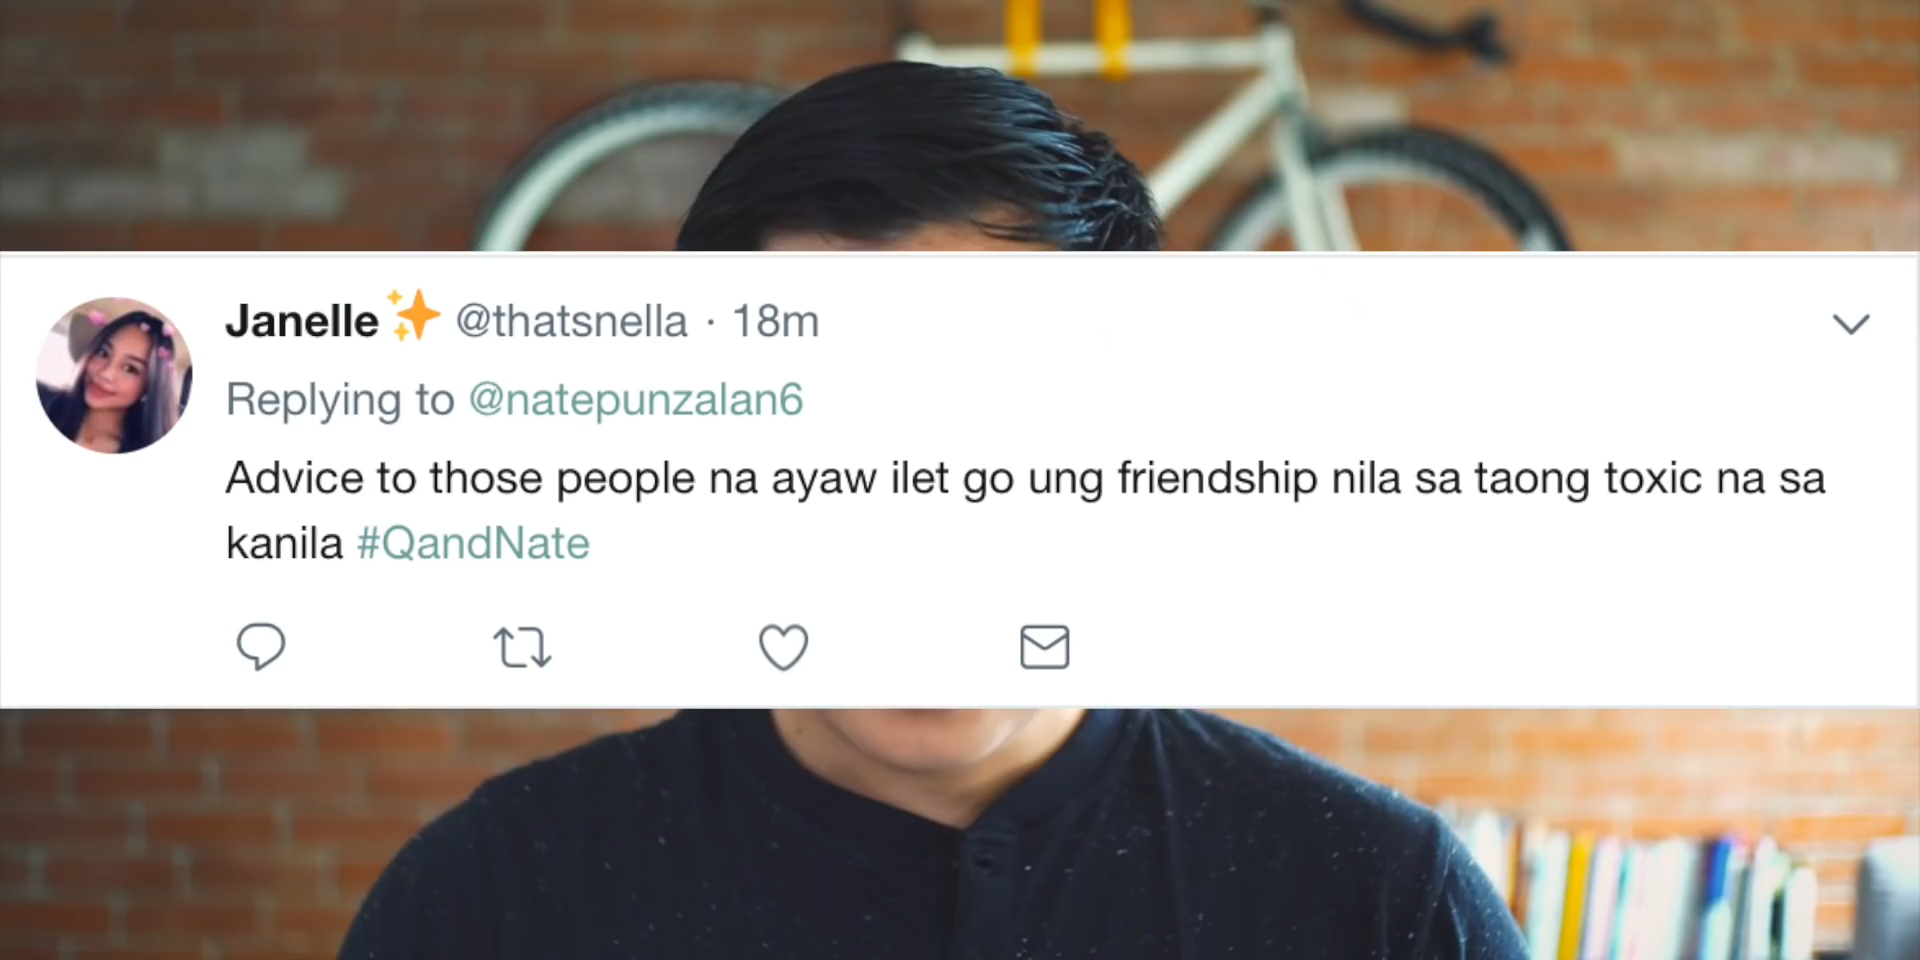 Janelle✨ @thatsnella · 18m
Replying to @natepunzalan6
Advice to those people na ayaw ilet go ung friendship nila sa taong toxic na sa
kanila #QandNate